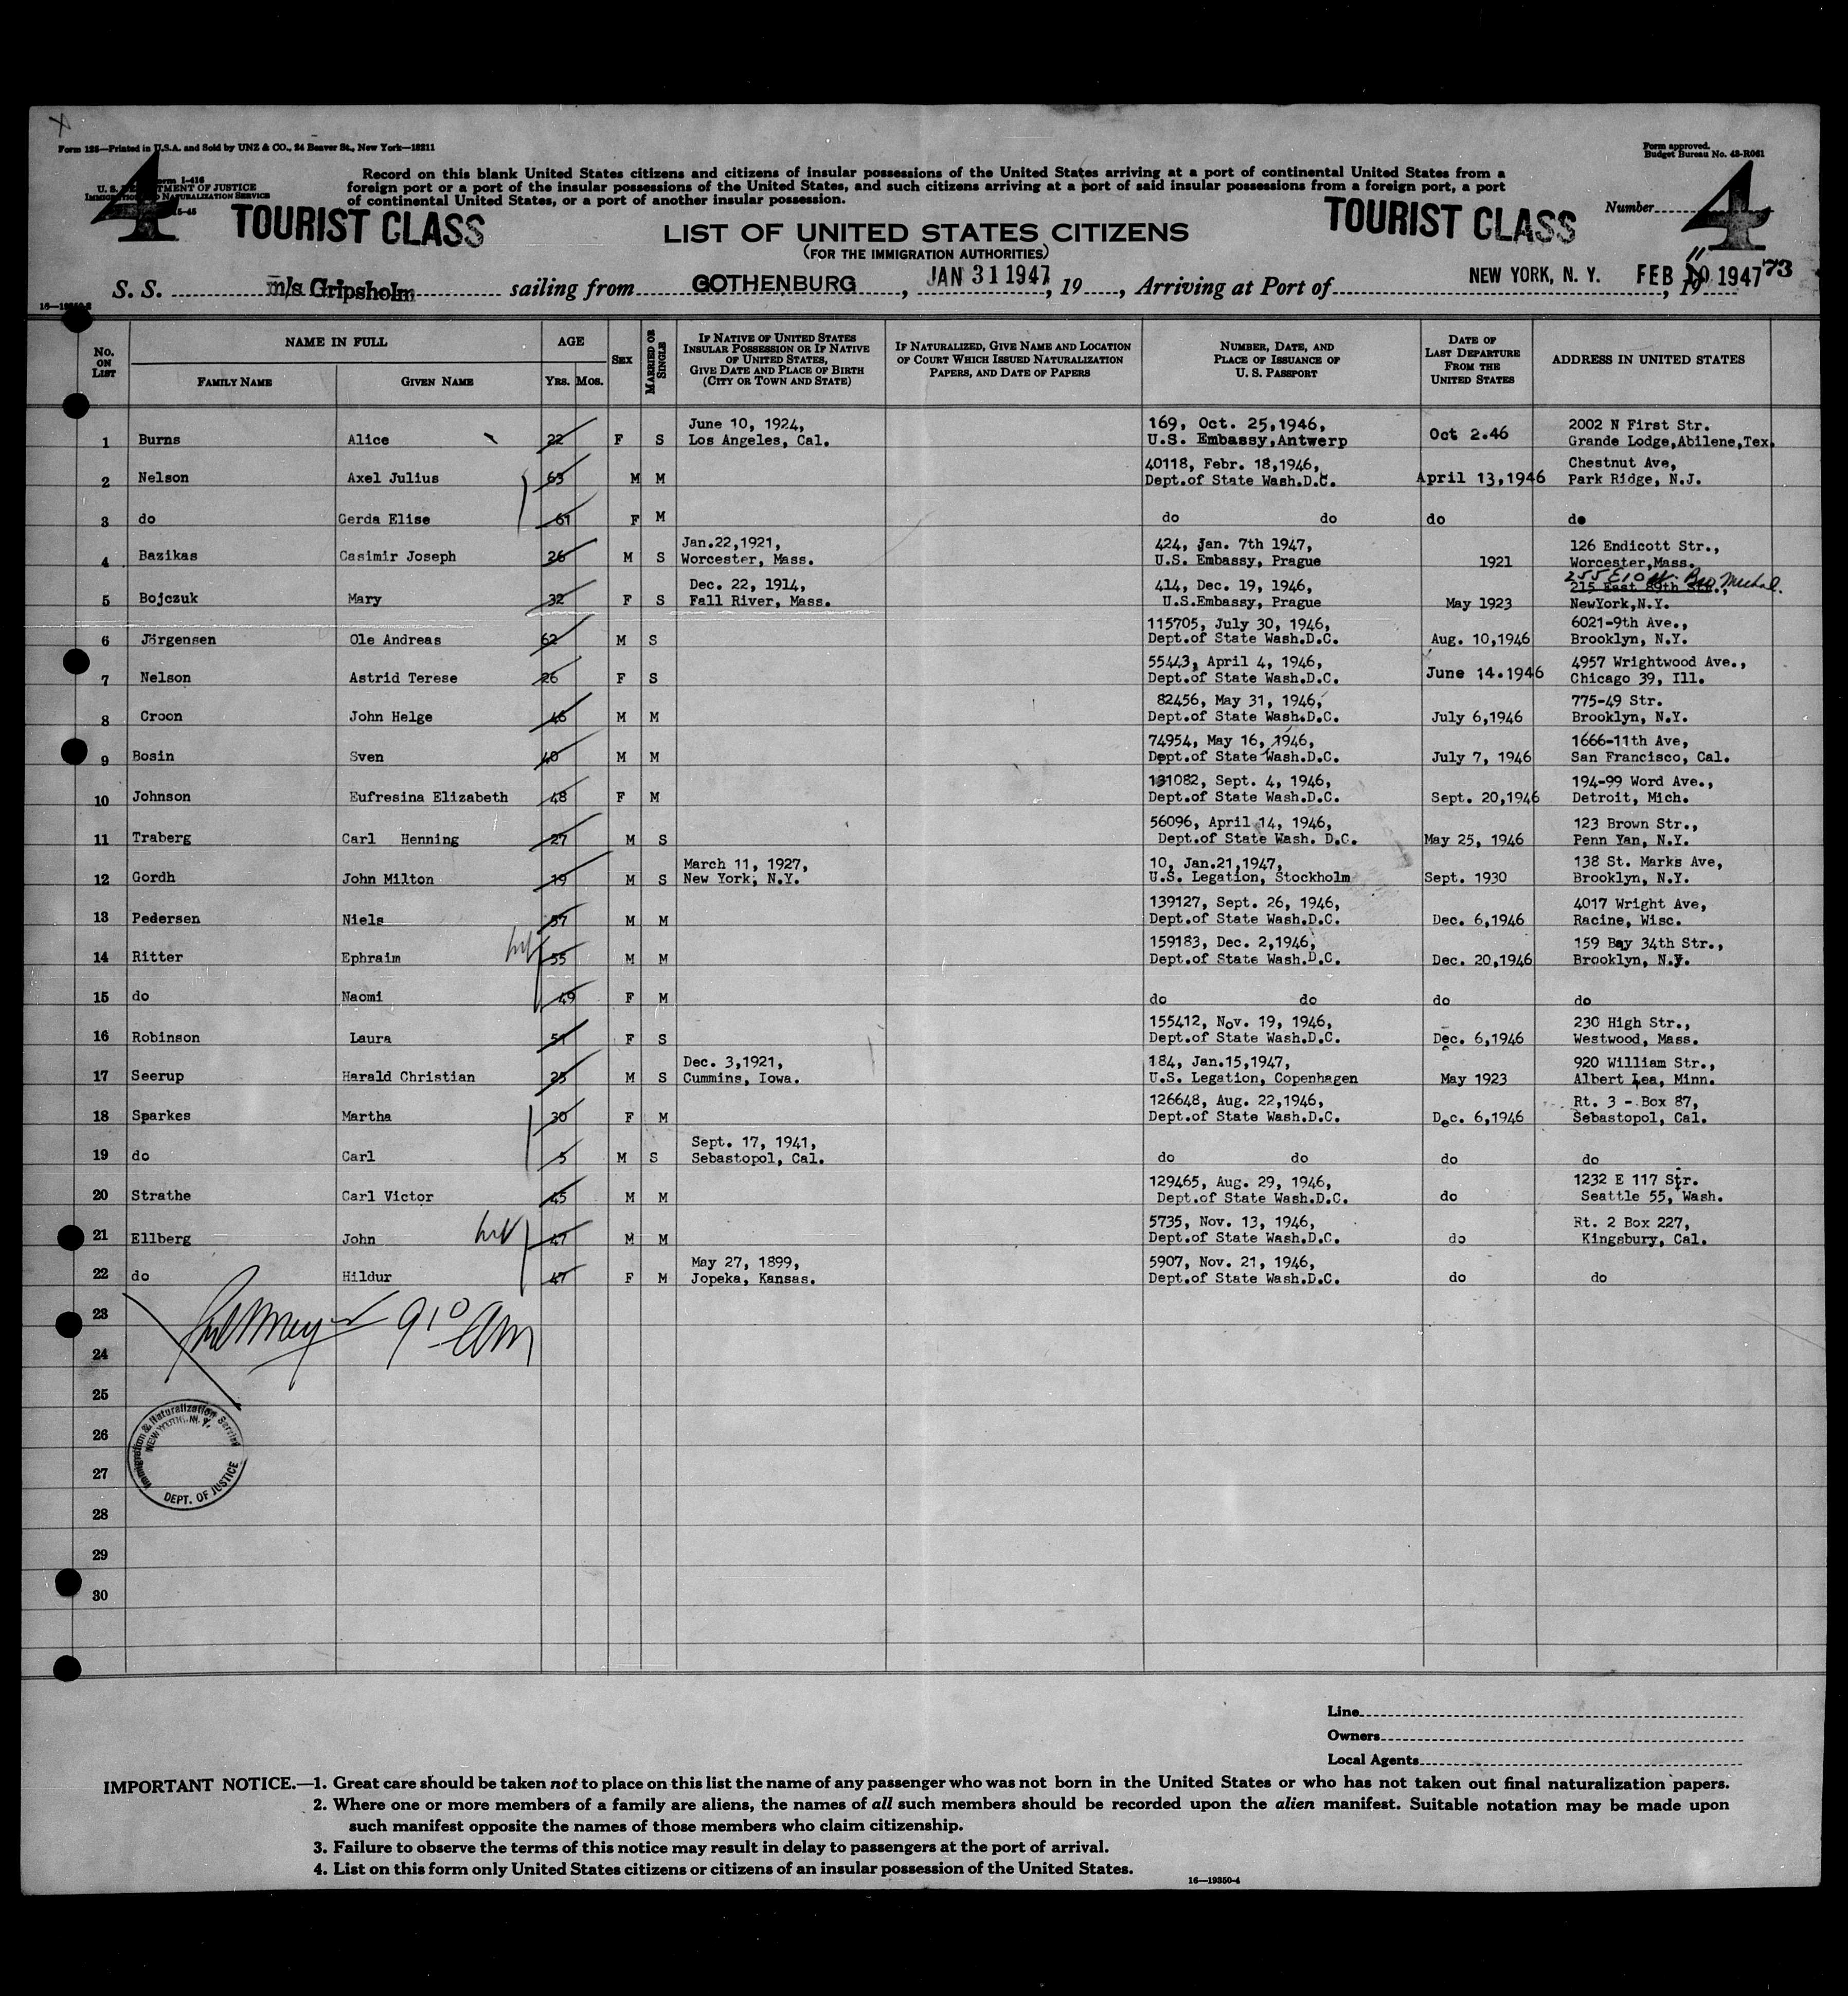 Form 126—Printed in U.S.A. and Sold by UNZ & CO., 24 Beaver St., New York—18211
Form approved.
Budget Bureau No. 43-R061
4
Form I-416
U. S. DEPARTMENT OF JUSTICE
IMMIGRATION AND NATURALIZATION SERVICE
Record on this blank United States citizens and citizens of insular possessions of the United States arriving at a port of continental United States from a
foreign port or a port of the insular possessions of the United States, and such citizens arriving at a port of said insular possessions from a foreign port, a port
of continental United States, or a port of another insular possession.
TOURIST CLASS
TOURIST CLASS
Number
4
LIST OF UNITED STATES CITIZENS
(FOR THE IMMIGRATION AUTHORITIES)
S. S. m/s Gripsholm sailing from GOTHENBURG, JAN 31 1947, 19, Arriving at Port of NEW YORK, N. Y. FEB 10 11 1947, 19 73
No. ON LIST
NAME IN FULL
FAMILY NAME GIVEN NAME
AGE
YRS. MOS.
SEX
MARRIED OR SINGLE
IF NATIVE OF UNITED STATES
INSULAR POSSESSION OR IF NATIVE
OF UNITED STATES,
GIVE DATE AND PLACE OF BIRTH
(CITY OR TOWN AND STATE)
IF NATURALIZED, GIVE NAME AND LOCATION
OF COURT WHICH ISSUED NATURALIZATION
PAPERS, AND DATE OF PAPERS
NUMBER, DATE, AND
PLACE OF ISSUANCE OF
U. S. PASSPORT
DATE OF
LAST DEPARTURE
FROM THE
UNITED STATES
ADDRESS IN UNITED STATES
June 10, 1924, 169, Oct. 25,1946, 2002 N First Str.
1 Burns Alice 22 F S Los Angeles, Cal. U.S. Embassy,Antwerp Oct 2.46 Grande Lodge,Abilene,Tex.
40118, Febr. 18,1946, Chestnut Ave,
2 Nelson Axel Julius 63 M M Dept.of State Wash.D.C. April 13,1946 Park Ridge, N.J.
3 do Gerda Elise 61 F M do do do do
Jan.22,1921, 424, Jan. 7th 1947, 126 Endicott Str.,
4 Bazikas Casimir Joseph 26 M S Worcester, Mass. U.S. Embassy, Prague 1921 Worcester,Mass.
255 E 10 St. Bro Michal.
Dec. 22, 1914, 414, Dec. 19, 1946, 215 East 89th Str.,
5 Bojczuk Mary 32 F S Fall River, Mass. U.S.Embassy, Prague May 1923 NewYork,N.Y.
115705, July 30, 1946, 6021-9th Ave.,
6 Jörgensen Ole Andreas 62 M S Dept.of State Wash.D.C. Aug. 10,1946 Brooklyn, N.Y.
55443, April 4, 1946, 4957 Wrightwood Ave.,
7 Nelson Astrid Terese 26 F S Dept.of State Wash.D.C. June 14.1946 Chicago 39, Ill.
82456, May 31, 1946, 775-49 Str.
8 Croon John Helge 46 M M Dept.of State Wash.D.C. July 6,1946 Brooklyn, N.Y.
74954, May 16, 1946, 1666-11th Ave,
9 Bosin Sven 40 M M Dept.of State Wash.D.C. July 7, 1946 San Francisco, Cal.
131082, Sept. 4, 1946, 194-99 Word Ave.,
10 Johnson Eufresina Elizabeth 48 F M Dept.of State Wash.D.C. Sept. 20,1946 Detroit, Mich.
56096, April 14, 1946, 123 Brown Str.,
11 Traberg Carl Henning 27 M S Dept.of State Wash. D.C. May 25, 1946 Penn Yan, N.Y.
March 11, 1927, 10, Jan.21,1947, 138 St. Marks Ave,
12 Gordh John Milton 19 M S New York, N.Y. U.S. Legation, Stockholm Sept. 1930 Brooklyn, N.Y.
139127, Sept. 26, 1946, 4017 Wright Ave,
13 Pedersen Niels 57 M M Dept.of State Wash.D.C. Dec. 6,1946 Racine, Wisc.
159183, Dec. 2,1946, 159 Bay 34th Str.,
14 Ritter Ephraim 55 M M Dept.of State Wash.D.C. Dec. 20,1946 Brooklyn, N.Y.
15 do Naomi 49 F M do do do do
155412, Nov. 19, 1946, 230 High Str.,
16 Robinson Laura 51 F S Dept.of State Wash.D.C. Dec. 6,1946 Westwood, Mass.
Dec. 3,1921, 184, Jan.15,1947, 920 William Str.,
17 Seerup Harald Christian 25 M S Cummins, Iowa. U.S. Legation, Copenhagen May 1923 Albert Lea, Minn.
126648, Aug. 22,1946, Rt. 3 - Box 87,
18 Sparkes Martha 30 F M Dept.of State Wash.D.C. Dec. 6,1946 Sebastopol, Cal.
Sept. 17, 1941,
19 do Carl 5 M S Sebastopol, Cal. do do do do
129465, Aug. 29, 1946, 1232 E 117 Str.
20 Strathe Carl Victor 45 M M Dept.of State Wash.D.C. do Seattle 55, Wash.
5735, Nov. 13, 1946, Rt. 2 Box 227,
21 Ellberg John 47 M M Dept.of State Wash.D.C. do Kingsbury, Cal.
May 27, 1899, 5907, Nov. 21, 1946,
22 do Hildur 47 F M Jopeka, Kansas. Dept.of State Wash.D.C. do do
23
910 AM
24
25
26
27
28
29
30
Immigration & Naturalization Service
NEW YORK, N. Y.
DEPT. OF JUSTICE
Line
Owners
Local Agents
IMPORTANT NOTICE.—1. Great care should be taken not to place on this list the name of any passenger who was not born in the United States or who has not taken out final naturalization papers.
2. Where one or more members of a family are aliens, the names of all such members should be recorded upon the alien manifest. Suitable notation may be made upon
such manifest opposite the names of those members who claim citizenship.
3. Failure to observe the terms of this notice may result in delay to passengers at the port of arrival.
4. List on this form only United States citizens or citizens of an insular possession of the United States.
16—19350-4